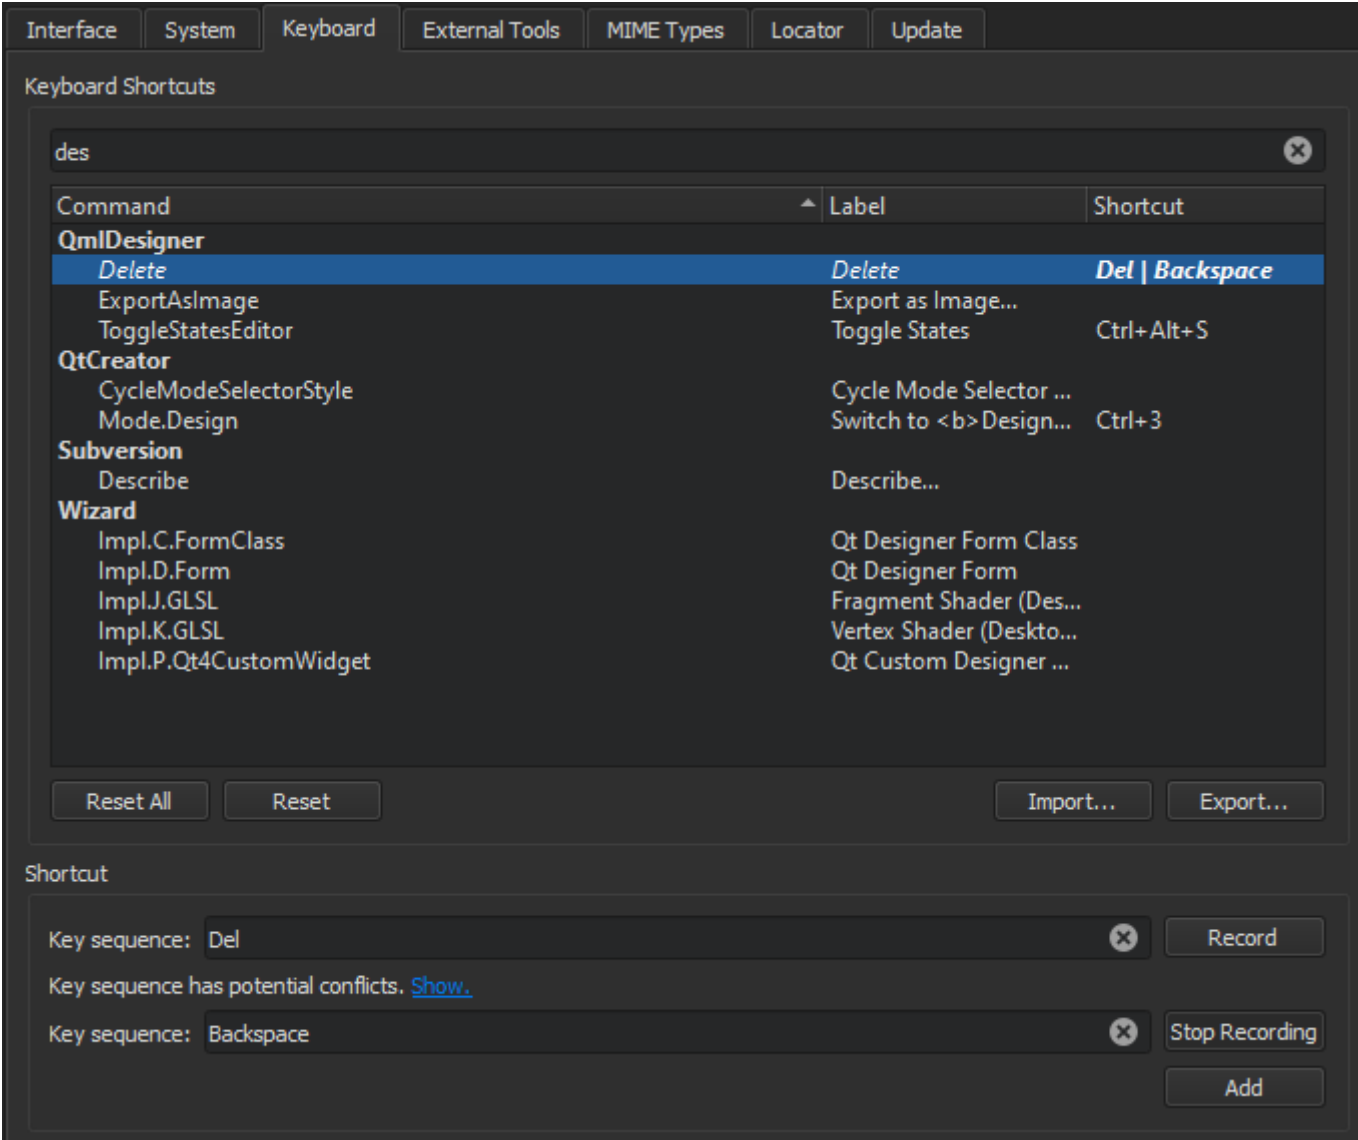 Interface System Keyboard External Tools MIME Types Locator Update
Keyboard Shortcuts
des
Command Label Shortcut
QmlDesigner
Delete Delete Del | Backspace
ExportAsImage Export as Image...
ToggleStatesEditor Toggle States Ctrl+Alt+S
QtCreator
CycleModeSelectorStyle Cycle Mode Selector ...
Mode.Design Switch to <b>Design... Ctrl+3
Subversion
Describe Describe...
Wizard
Impl.C.FormClass Qt Designer Form Class
Impl.D.Form Qt Designer Form
Impl.J.GLSL Fragment Shader (Des...
Impl.K.GLSL Vertex Shader (Deskto...
Impl.P.Qt4CustomWidget Qt Custom Designer ...
Reset All Reset Import... Export...
Shortcut
Key sequence: Del Record
Key sequence has potential conflicts. Show.
Key sequence: Backspace Stop Recording
Add